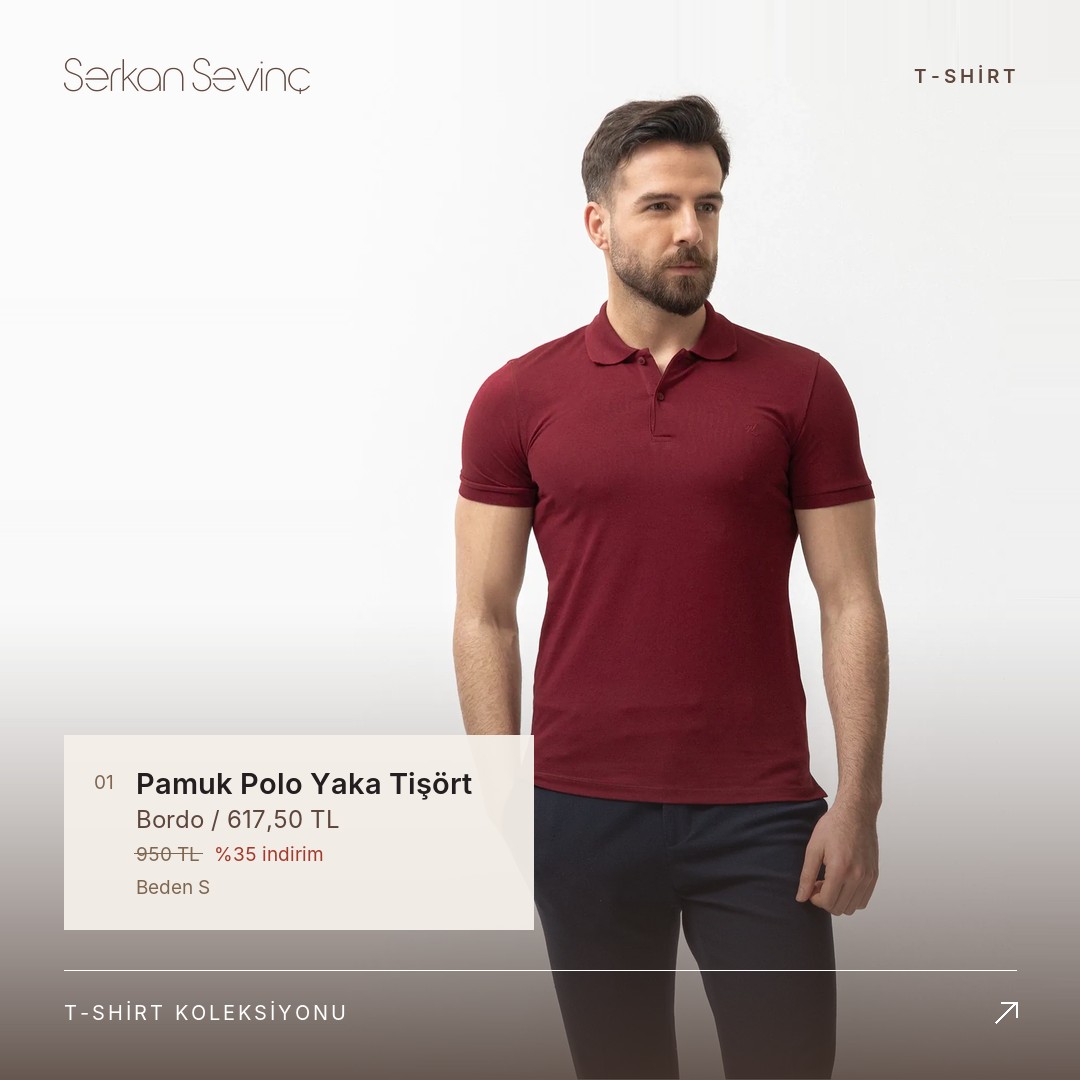 Serkan Sevinç
T-SHİRT
01 Pamuk Polo Yaka Tişört
Bordo / 617,50 TL
950 TL %35 indirim
Beden S
T-SHİRT KOLEKSİYONU